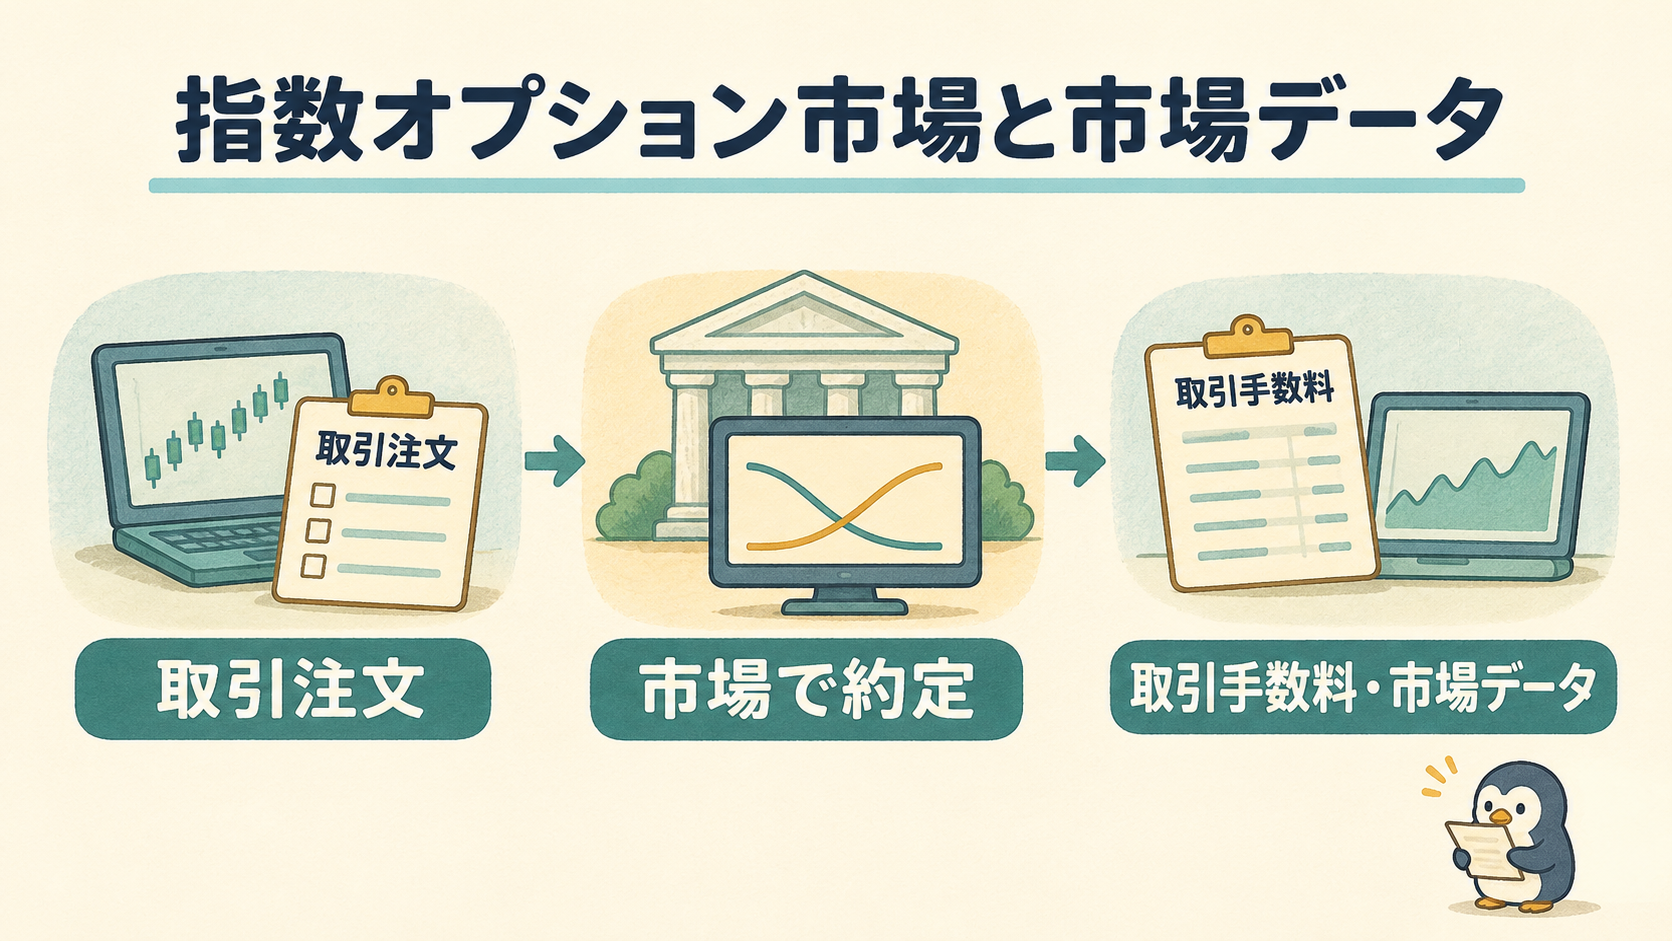 指数オプション市場と市場データ
取引注文
取引手数料
取引注文
市場で約定
取引手数料・市場データ